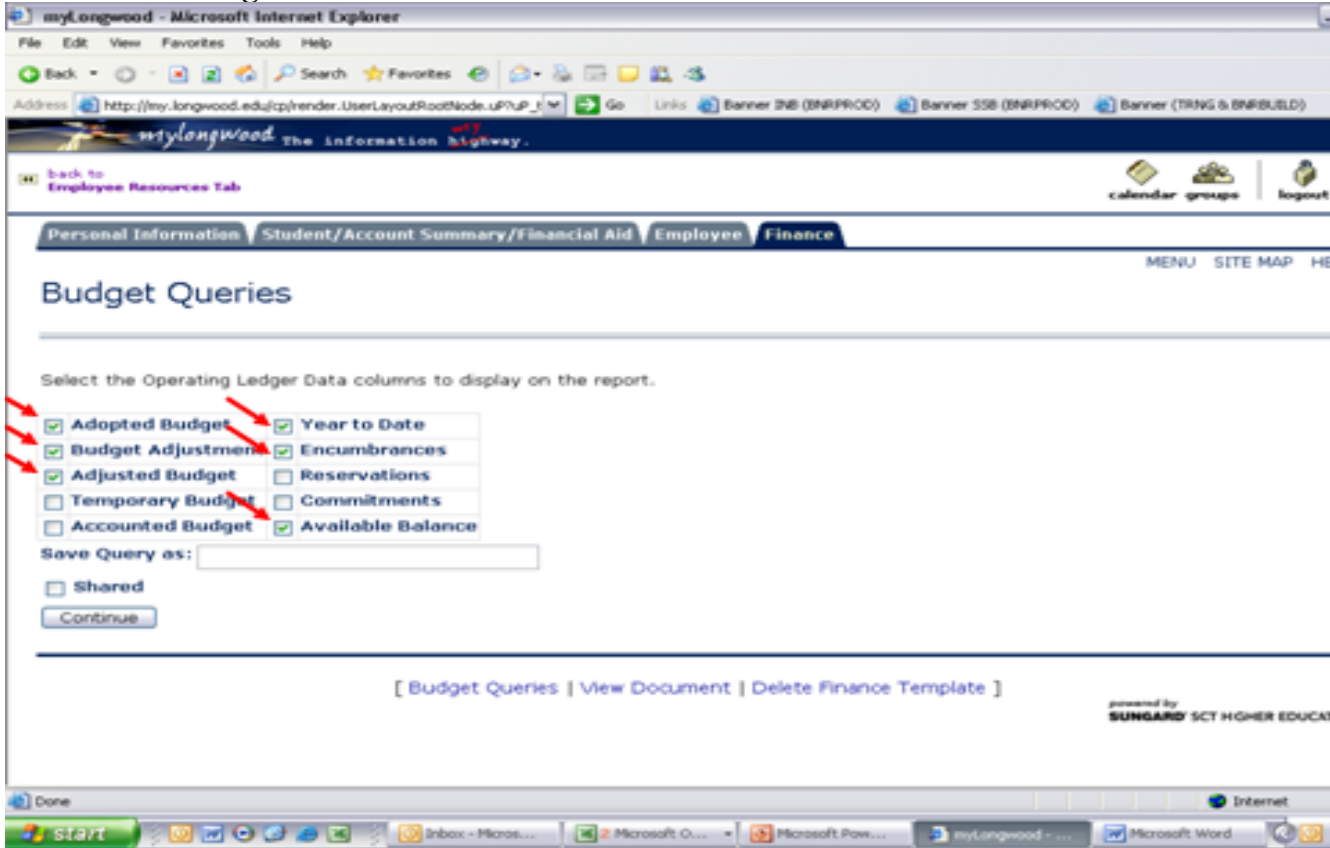 myLongwood - Microsoft Internet Explorer
File Edit View Favorites Tools Help
Back Search Favorites
Address http://my.longwood.edu/cp/render.UserLayoutRootNode.uP?uP_t Go Links Banner INB (BNRPROD) Banner SSB (BNRPROD) Banner (TRNG & BNRBUILD)
mylongwood The information highway.
my
back to
Employee Resources Tab
calendar groups logout
Personal Information Student/Account Summary/Financial Aid Employee Finance
MENU SITE MAP HE
Budget Queries
Select the Operating Ledger Data columns to display on the report.
Adopted Budget Year to Date
Budget Adjustmen Encumbrances
Adjusted Budget Reservations
Temporary Budget Commitments
Accounted Budget Available Balance
Save Query as:
Shared
Continue
[ Budget Queries | View Document | Delete Finance Template ]
powered by
SUNGARD SCT HIGHER EDUCAT
Done Internet
start Inbox - Micros... 2 Microsoft O... Microsoft Pow... myLongwood - ... Microsoft Word